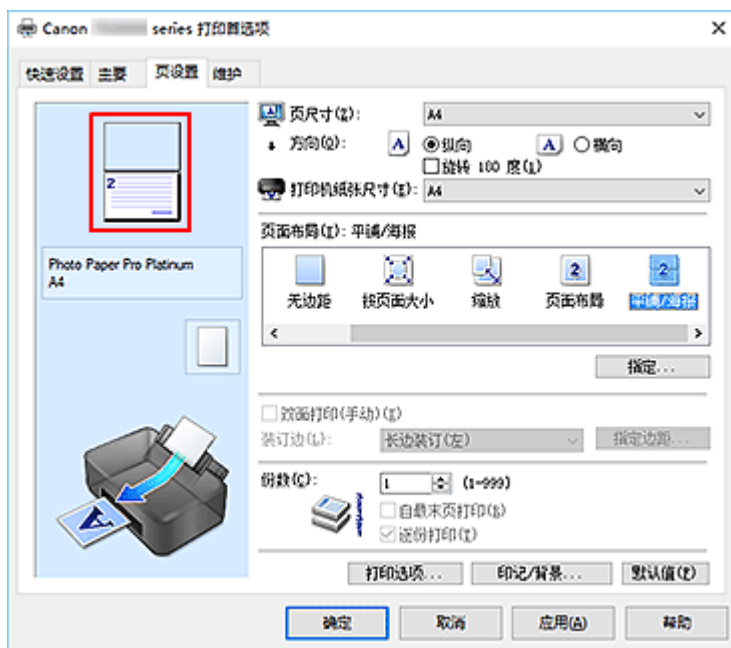 Canon series 打印首选项
快速设置 主要 页设置 维护
页尺寸(Z): A4
方向(O): A 纵向 A 横向
旋转 180 度(1)
打印机纸张尺寸(E): A4
页面布局(I): 平铺/海报
2
Photo Paper Pro Platinum
A4
2 2
无边距 按页面大小 缩放 页面布局 平铺/海报
指定...
双面打印(手动)(X)
装订边(L): 长边装订(左) 指定边距...
份数(C): 1 (1-999)
自最末页打印(B)
逐份打印(T)
A
打印选项... 印记/背景... 默认值(F)
确定 取消 应用(A) 帮助